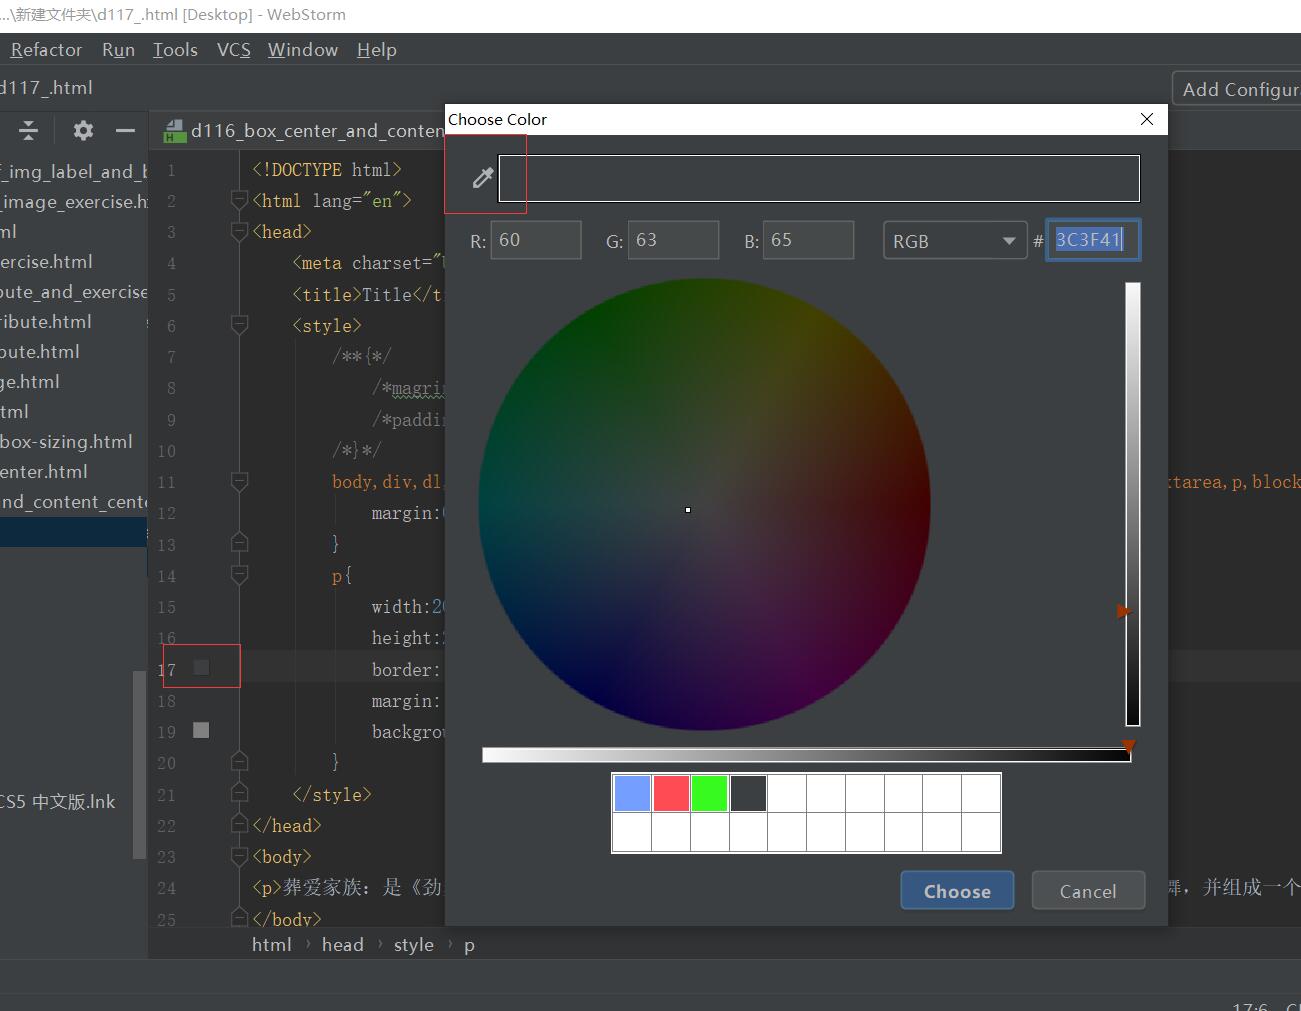 ...\新建文件夹\d117_.html [Desktop] - WebStorm
Refactor Run Tools VCS Window Help
d117_.html
Add Configur
d116_box_center_and_conten
f_img_label_and_b
_image_exercise.h
ml
ercise.html
bute_and_exercise
ribute.html
bute.html
ge.html
tml
box-sizing.html
enter.html
nd_content_cente
CS5 中文版.lnk
1 <!DOCTYPE html>
2 <html lang="en">
3 <head>
4 <meta charset="
5 <title>Title</t
6 <style>
7 /**{*/
8 /*magri
9 /*paddi
10 /*}*/
11 body,div,dl, tarea,p,block
12 margin:
13 }
14 p{
15 width:20
16 height:
17 border:
18 margin:
19 backgro
20 }
21 </style>
22 </head>
23 <body>
24 <p>葬爱家族：是《劲 舞，并组成一个
25 </body>
html › head › style › p
17:6
Choose Color
R: 60 G: 63 B: 65 RGB # 3C3F41
Choose Cancel